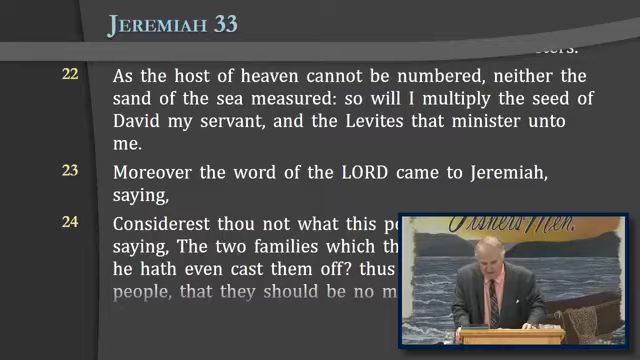 JEREMIAH 33
22 As the host of heaven cannot be numbered, neither the
sand of the sea measured: so will I multiply the seed of
David my servant, and the Levites that minister unto
me.
23 Moreover the word of the LORD came to Jeremiah,
saying,
24 Considerest thou not what this
saying, The two families which
he hath even cast them off? thus
people, that they should be no
Fishers Men.